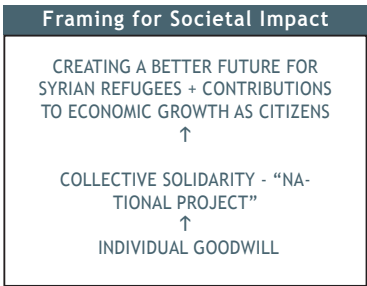 Framing for Societal Impact
CREATING A BETTER FUTURE FOR
SYRIAN REFUGEES + CONTRIBUTIONS
TO ECONOMIC GROWTH AS CITIZENS
↑
COLLECTIVE SOLIDARITY - “NA-
TIONAL PROJECT”
↑
INDIVIDUAL GOODWILL